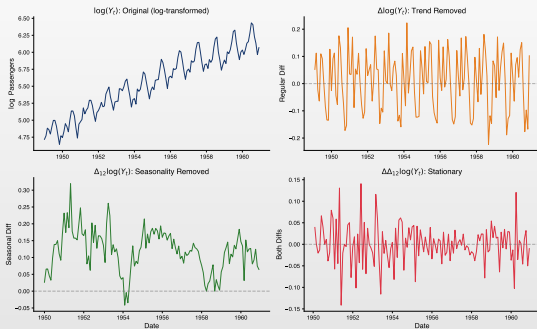 log(Yₜ): Original (log-transformed)
log Passengers
6.50
6.25
6.00
5.75
5.50
5.25
5.00
4.75
1950 1952 1954 1956 1958 1960
Δlog(Yₜ): Trend Removed
Regular Diff
0.2
0.1
0.0
−0.1
−0.2
1950 1952 1954 1956 1958 1960
Δ₁₂log(Yₜ): Seasonality Removed
Seasonal Diff
0.30
0.25
0.20
0.15
0.10
0.05
0.00
−0.05
1950 1952 1954 1956 1958 1960
Date
ΔΔ₁₂log(Yₜ): Stationary
Both Diffs
0.15
0.10
0.05
0.00
−0.05
−0.10
−0.15
1950 1952 1954 1956 1958 1960
Date